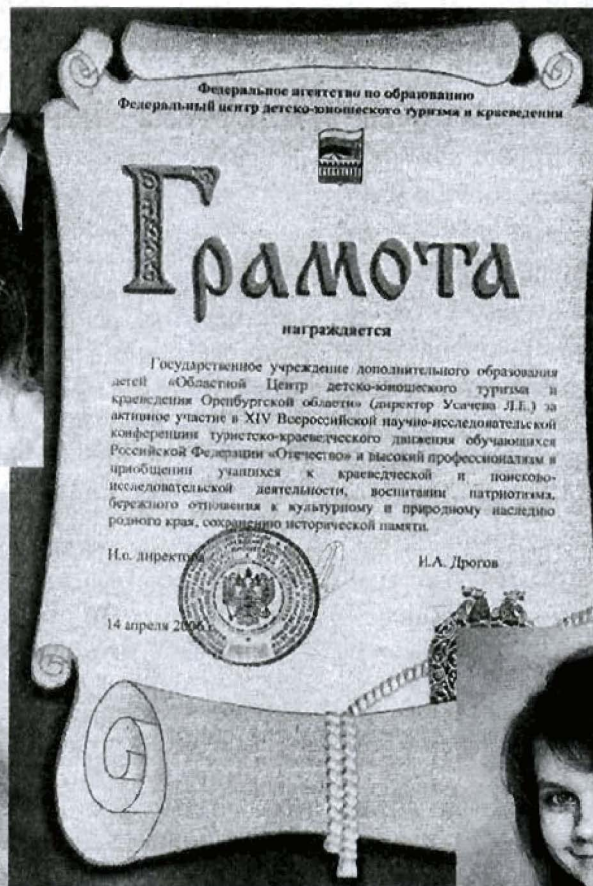 Федеральное агентство по образованию
Федеральный центр детско-юношеского туризма и краеведения
Грамота
награждается
Государственное учреждение дополнительного образования
детей «Областной Центр детско-юношеского туризма и
краеведения Оренбургской области» (директор Усачева Л.Е.) за
активное участие в XIV Всероссийской научно-исследовательской
конференции туристско-краеведческого движения обучающихся
Российской Федерации «Отечество» и высокий профессионализм в
приобщении учащихся к краеведческой и поисково-
исследовательской деятельности, воспитании патриотизма,
бережного отношения к культурному и природному наследию
родного края, сохранению исторической памяти.
И.о. директора И.А. Дрогов
14 апреля 2006 г.